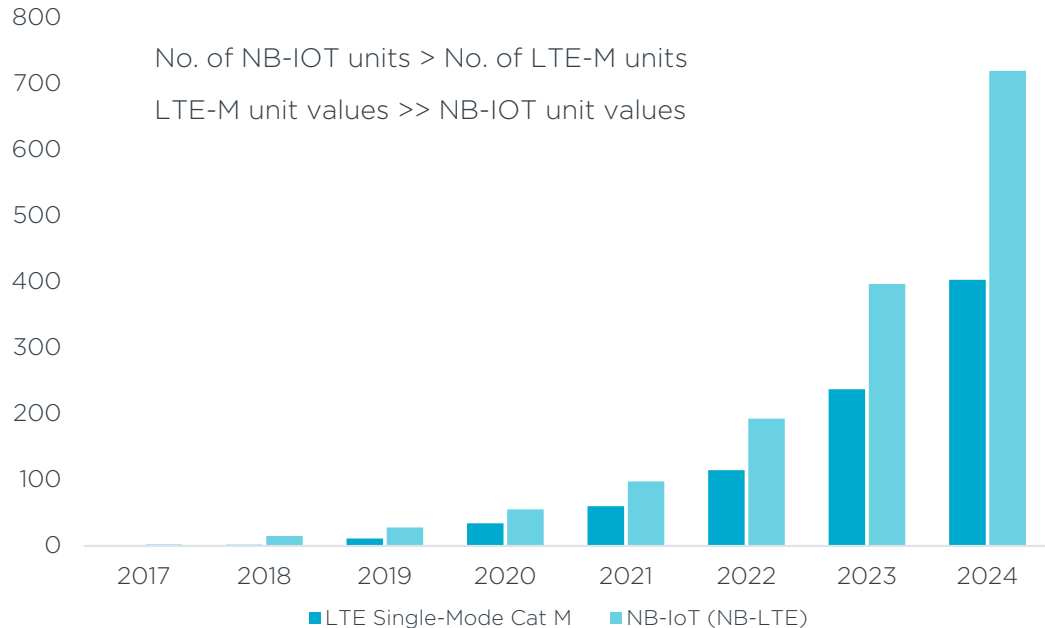 800
No. of NB-IOT units > No. of LTE-M units
700
LTE-M unit values >> NB-IOT unit values
600
500
400
300
200
100
0
2017 2018 2019 2020 2021 2022 2023 2024
LTE Single-Mode Cat M NB-IoT (NB-LTE)